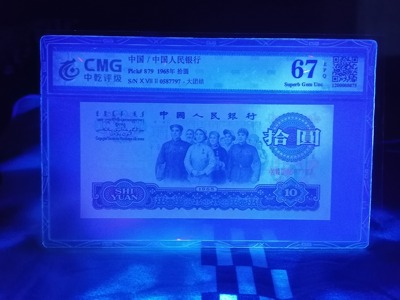 CMG
中乾评级
中国 / 中国人民银行
Pick# 879 1965年 拾圆
S/N X VII II 6587797 - 大团结
67
EPQ
Superb Gem Unc
中国人民银行
拾圆
SHI
YUAN
1965
10